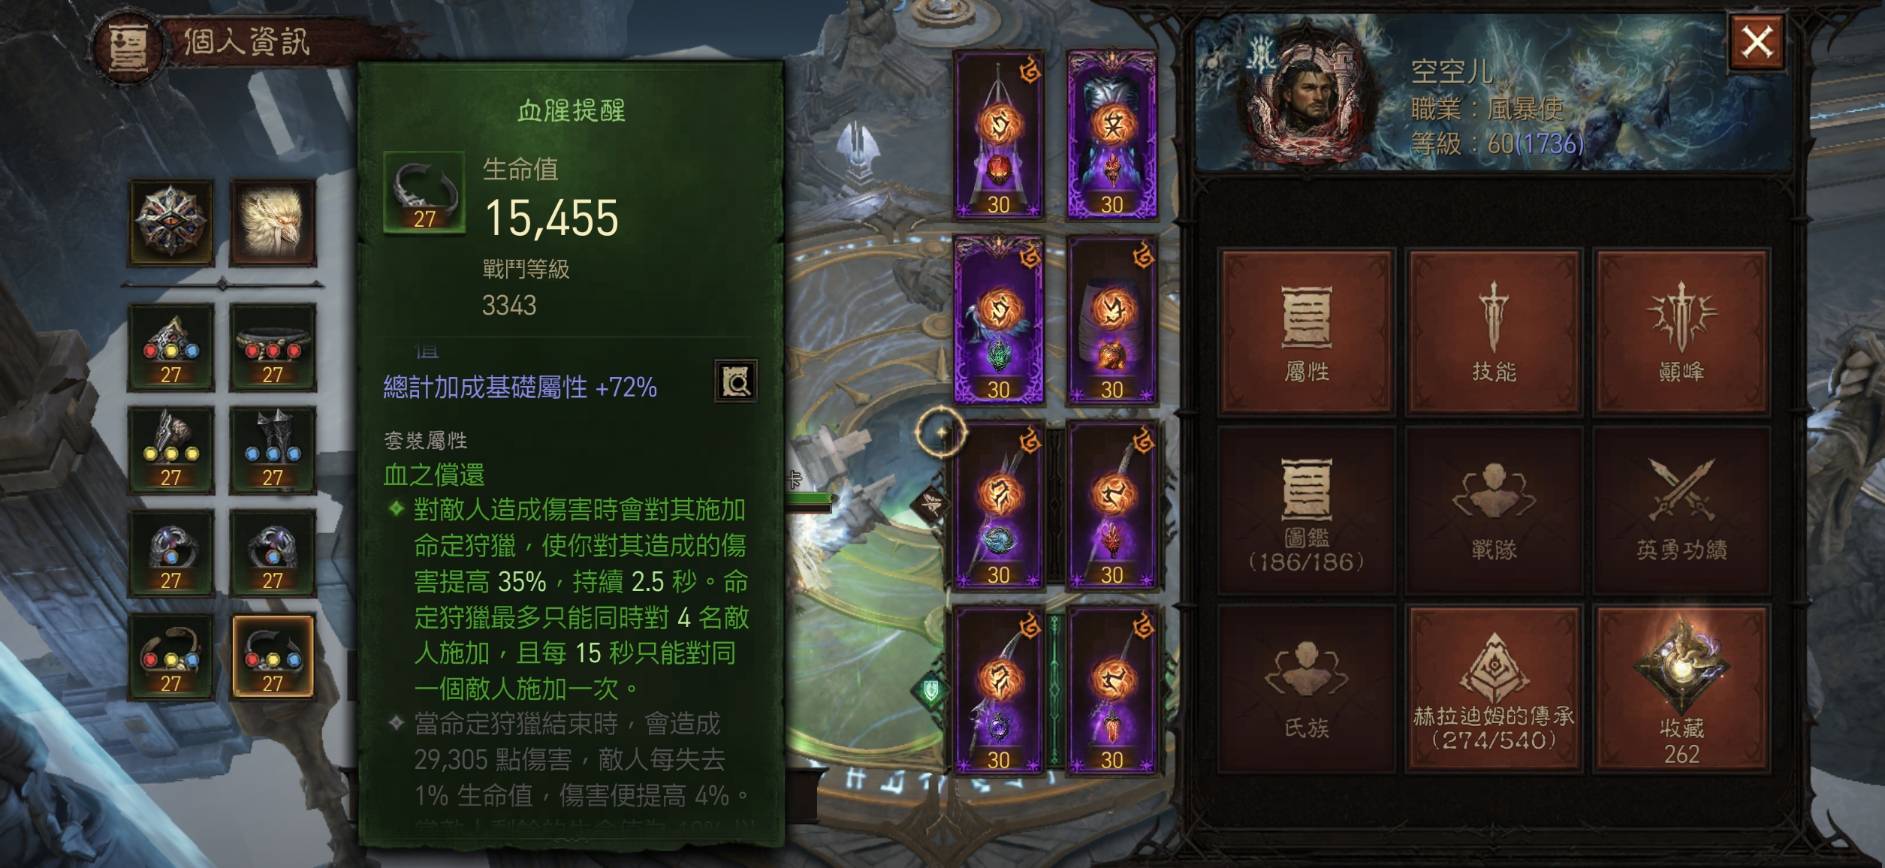 個人資訊
血腥提醒
生命值
27
15,455
戰鬥等級
3343
值
總計加成基礎屬性 +72%
套裝屬性
血之償還
對敵人造成傷害時會對其施加
命定狩獵，使你對其造成的傷
害提高 35%，持續 2.5 秒。命
定狩獵最多只能同時對 4 名敵
人施加，且每 15 秒只能對同
一個敵人施加一次。
當命定狩獵結束時，會造成
29,305 點傷害，敵人每失去
1% 生命值，傷害便提高 4%。
27 27
27 27
27 27
27 27
卡
30 30
30 30
30 30
30 30
空空儿
職業：風暴使
等級：60(1736)
屬性
技能
巔峰
圖鑑
(186/186)
戰隊
英勇功績
氏族
赫拉迪姆的傳承
(274/540)
收藏
262